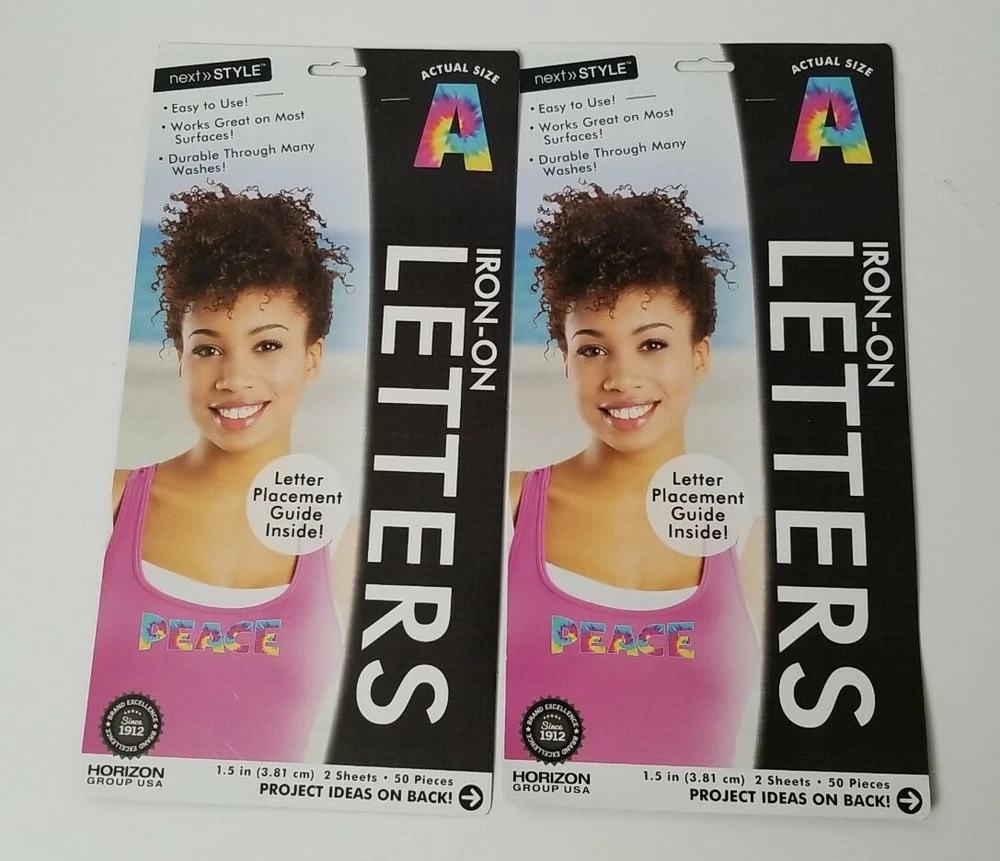 next»STYLE™
• Easy to Use!
• Works Great on Most
Surfaces!
• Durable Through Many
Washes!
ACTUAL SIZE
A
IRON-ON
LETTERS
Letter
Placement
Guide
Inside!
PEACE
BRAND EXCELLENCE
Since
1912
BRAND EXCELLENCE
HORIZON
GROUP USA
1.5 in (3.81 cm) 2 Sheets • 50 Pieces
PROJECT IDEAS ON BACK!
next»STYLE™
• Easy to Use!
• Works Great on Most
Surfaces!
• Durable Through Many
Washes!
ACTUAL SIZE
A
IRON-ON
LETTERS
Letter
Placement
Guide
Inside!
PEACE
BRAND EXCELLENCE
Since
1912
BRAND EXCELLENCE
HORIZON
GROUP USA
1.5 in (3.81 cm) 2 Sheets • 50 Pieces
PROJECT IDEAS ON BACK!